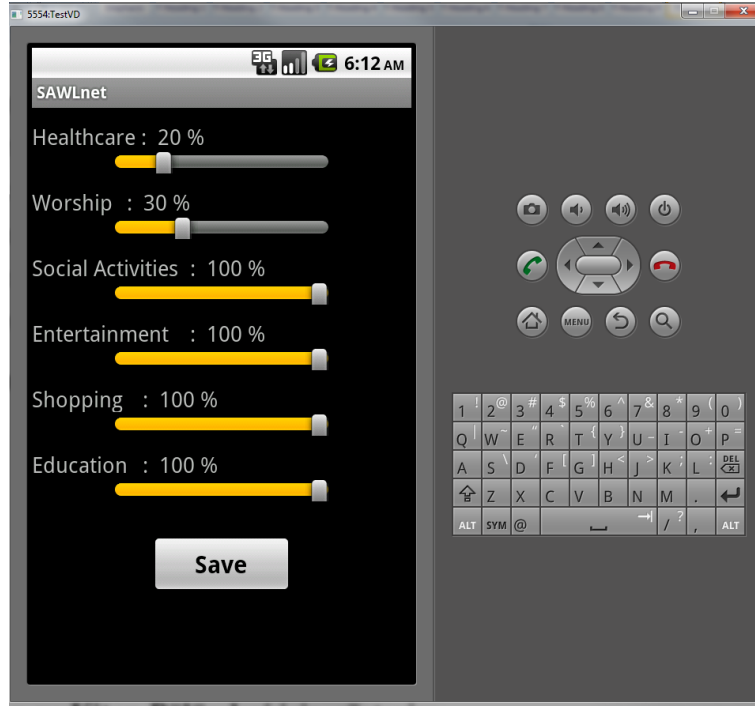 5554:TestVD
3G 6:12 AM
SAWLnet
Healthcare : 20 %
Worship : 30 %
Social Activities : 100 %
Entertainment : 100 %
Shopping : 100 %
Education : 100 %
Save
MENU
1 ! 2 @ 3 # 4 $ 5 % 6 ^ 7 & 8 * 9 ( 0 )
Q | W ~ E " R ` T { Y } U _ I - O + P =
A S \ D ' F [ G ] H < J > K ; L : DEL
Z X C V B N M .
ALT SYM @ / ? , ALT